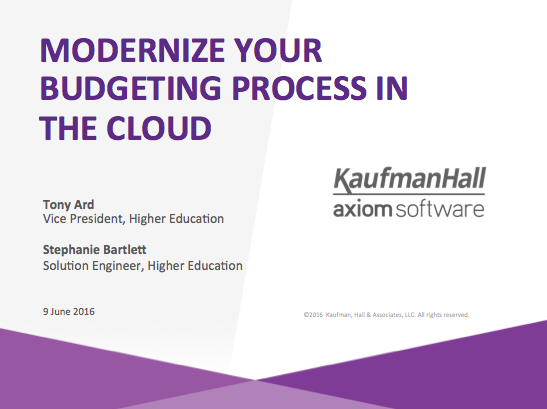 MODERNIZE YOUR
BUDGETING PROCESS IN
THE CLOUD
KaufmanHall
axiomsoftware
Tony Ard
Vice President, Higher Education
Stephanie Bartlett
Solution Engineer, Higher Education
9 June 2016
©2016 Kaufman, Hall & Associates, LLC. All rights reserved.